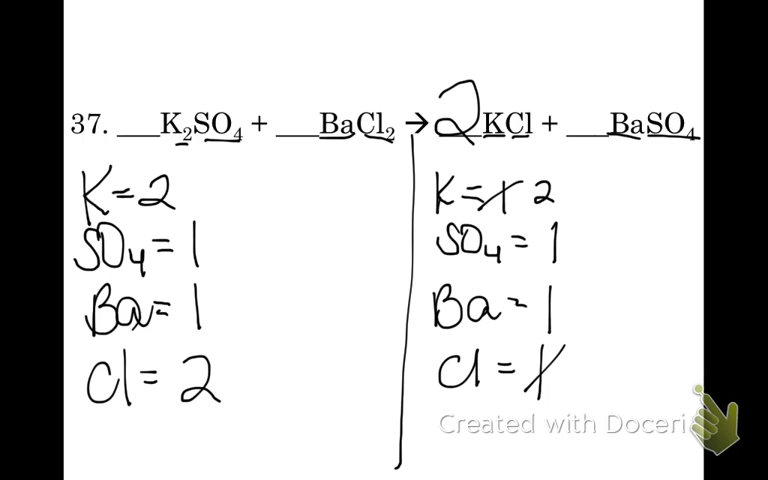 37. ___K₂SO₄ + ___BaCl₂ → 2KCl + ___BaSO₄
K=2 K=1 2
SO₄=1 SO₄=1
Ba=1 Ba=1
Cl=2 Cl=1
Created with Doceri